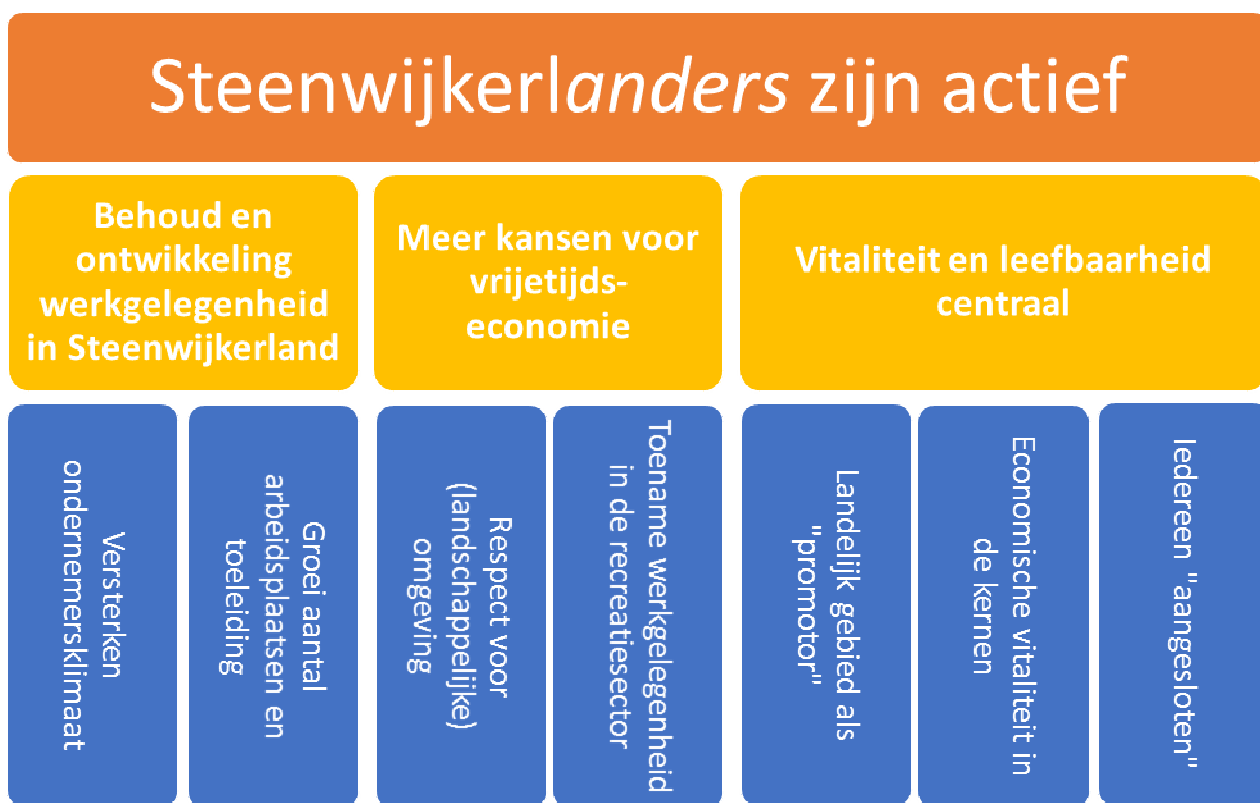 Steenwijkerlanders zijn actief
Behoud en
ontwikkeling
werkgelegenheid
in Steenwijkerland
Meer kansen voor
vrijetijds-
economie
Vitaliteit en leefbaarheid
centraal
Versterken
ondernemersklimaat
Groei aantal
arbeidsplaatsen en
toeleiding
Respect voor
(landschappelijke)
omgeving
Toename werkgelegenheid
in de recreatiesector
Landelijk gebied als
"promotor"
Economische vitaliteit in
de kernen
Iedereen "aangesloten"